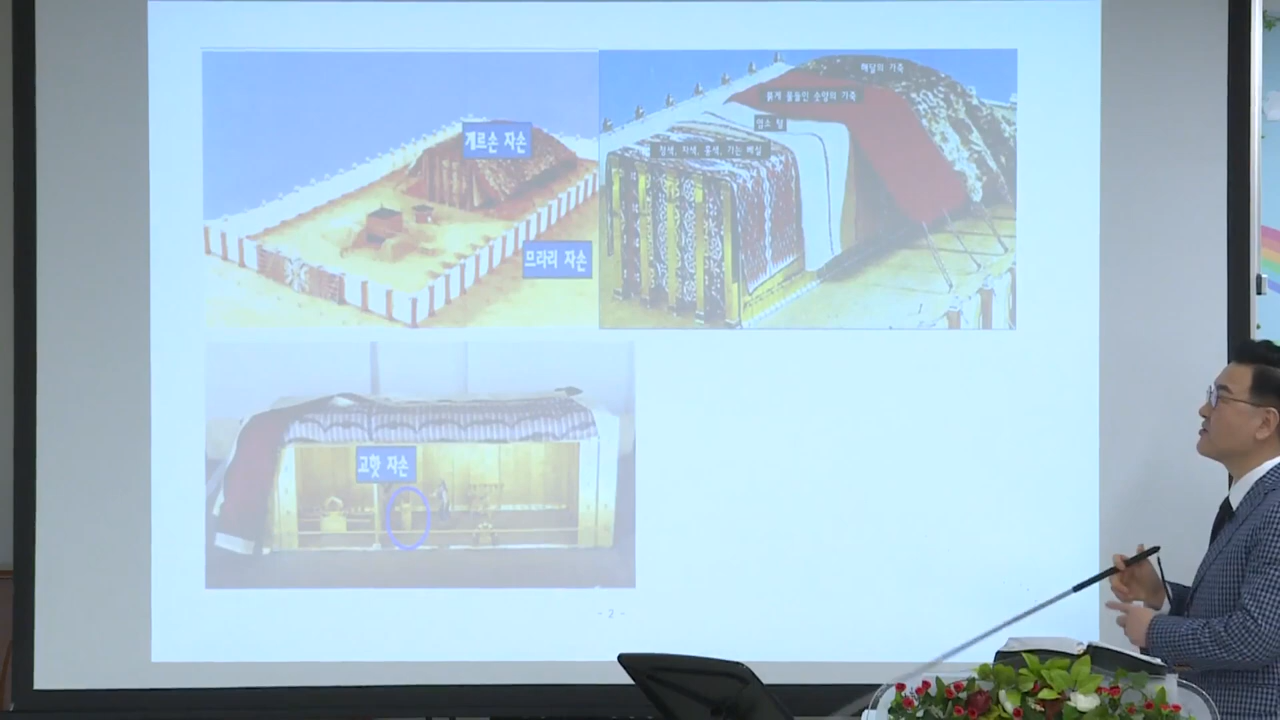 게르손 자손
므라리 자손
해달의 가죽
붉게 물들인 숫양의 가죽
염소 털
청색, 자색, 홍색, 가는 베실
고핫 자손
- 2 -